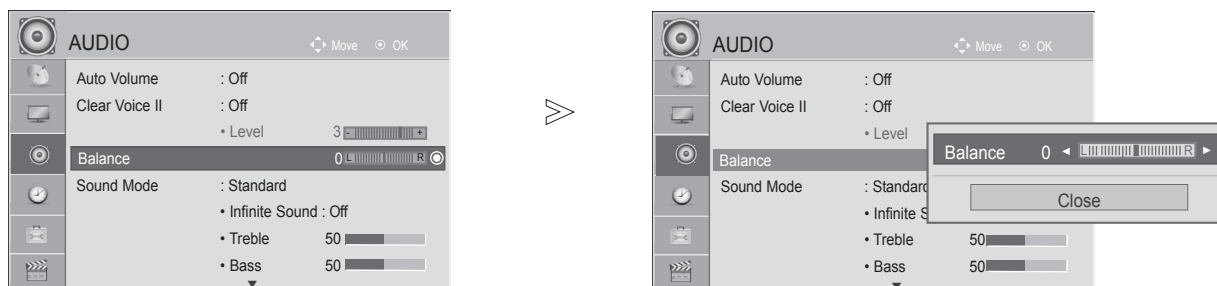 AUDIO Move OK
Auto Volume : Off
Clear Voice II : Off
• Level 3 - +
Balance 0 L R
Sound Mode : Standard
• Infinite Sound : Off
• Treble 50
• Bass 50
AUDIO Move OK
Auto Volume : Off
Clear Voice II : Off
• Level
Balance
Balance 0 L R
Close
Sound Mode : Standard
• Infinite S
• Treble 50
• Bass 50